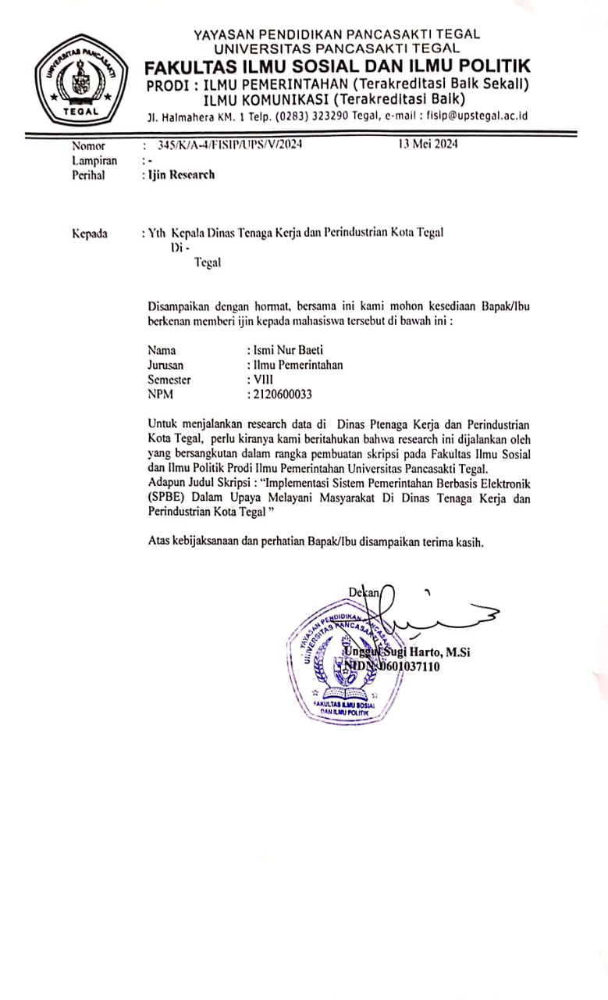 UNIVERSITAS PANCASAKTI
TEGAL
YAYASAN PENDIDIKAN PANCASAKTI TEGAL
UNIVERSITAS PANCASAKTI TEGAL
FAKULTAS ILMU SOSIAL DAN ILMU POLITIK
PRODI : ILMU PEMERINTAHAN (Terakreditasi Baik Sekali)
ILMU KOMUNIKASI (Terakreditasi Baik)
Jl. Halmahera KM. 1 Telp. (0283) 323290 Tegal, e-mail : fisip@upstegal.ac.id
Nomor : 345/K/A-4/FISIP/UPS/V/2024 13 Mei 2024
Lampiran : -
Perihal : Ijin Research
Kepada : Yth Kepala Dinas Tenaga Kerja dan Perindustrian Kota Tegal
Di -
Tegal
Disampaikan dengan hormat, bersama ini kami mohon kesediaan Bapak/Ibu
berkenan memberi ijin kepada mahasiswa tersebut di bawah ini :
Nama : Ismi Nur Baeti
Jurusan : Ilmu Pemerintahan
Semester : VIII
NPM : 2120600033
Untuk menjalankan research data di Dinas Ptenaga Kerja dan Perindustrian
Kota Tegal, perlu kiranya kami beritahukan bahwa research ini dijalankan oleh
yang bersangkutan dalam rangka pembuatan skripsi pada Fakultas Ilmu Sosial
dan Ilmu Politik Prodi Ilmu Pemerintahan Universitas Pancasakti Tegal.
Adapun Judul Skripsi : “Implementasi Sistem Pemerintahan Berbasis Elektronik
(SPBE) Dalam Upaya Melayani Masyarakat Di Dinas Tenaga Kerja dan
Perindustrian Kota Tegal ”
Atas kebijaksanaan dan perhatian Bapak/Ibu disampaikan terima kasih.
Dekan
Unggul Sugi Harto, M.Si
NIDN. 0601037110
YAYASAN PENDIDIKAN PANCASAKTI
UNIVERSITAS PANCASAKTI
FAKULTAS ILMU SOSIAL
DAN ILMU POLITIK